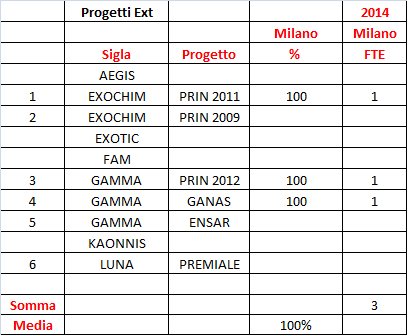 Progetti Ext 2014
Milano Milano
Sigla Progetto % FTE
AEGIS
1 EXOCHIM PRIN 2011 100 1
2 EXOCHIM PRIN 2009
EXOTIC
FAM
3 GAMMA PRIN 2012 100 1
4 GAMMA GANAS 100 1
5 GAMMA ENSAR
KAONNIS
6 LUNA PREMIALE
Somma 3
Media 100%